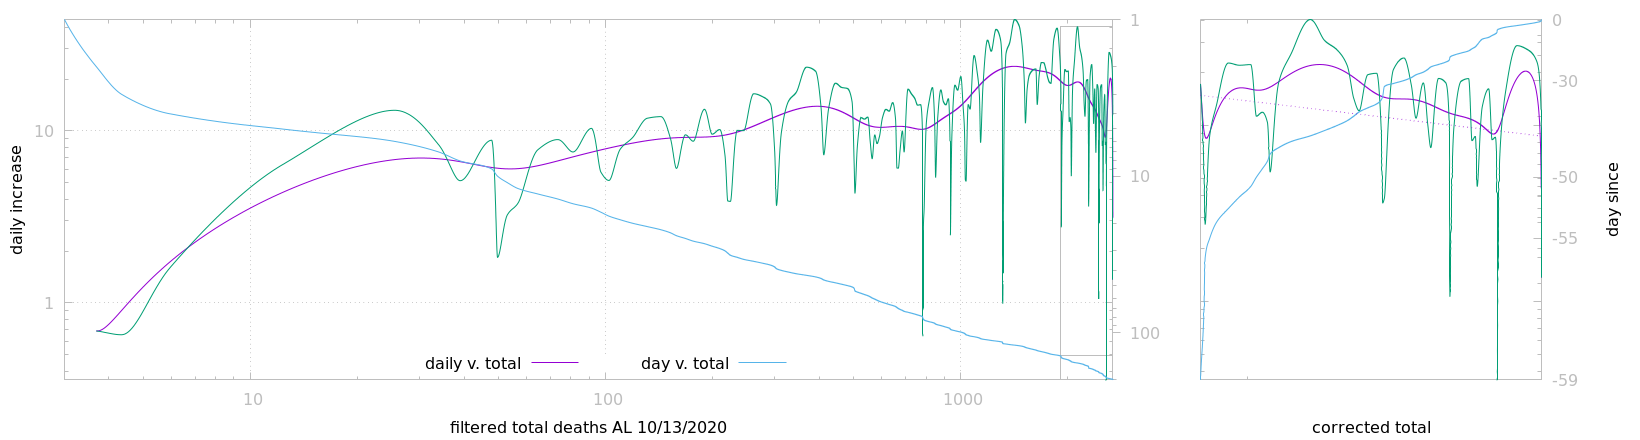 daily increase
10
1
1
10
100
daily v. total
day v. total
10
100
1000
filtered total deaths AL 10/13/2020
0
-30
-50
-55
-59
day since
corrected total